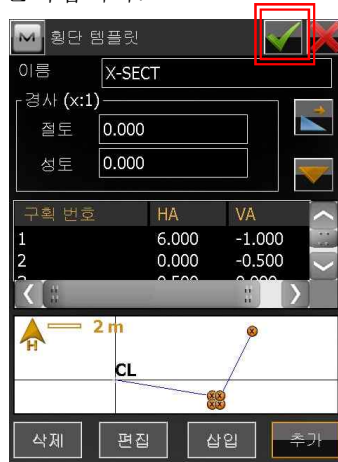 횡단 템플릿
이름 X-SECT
경사 (x:1)
절토 0.000
성토 0.000
구획 번호 HA VA
1 6.000 -1.000
2 0.000 -0.500
2 m
H
CL
삭제 편집 삽입 추가